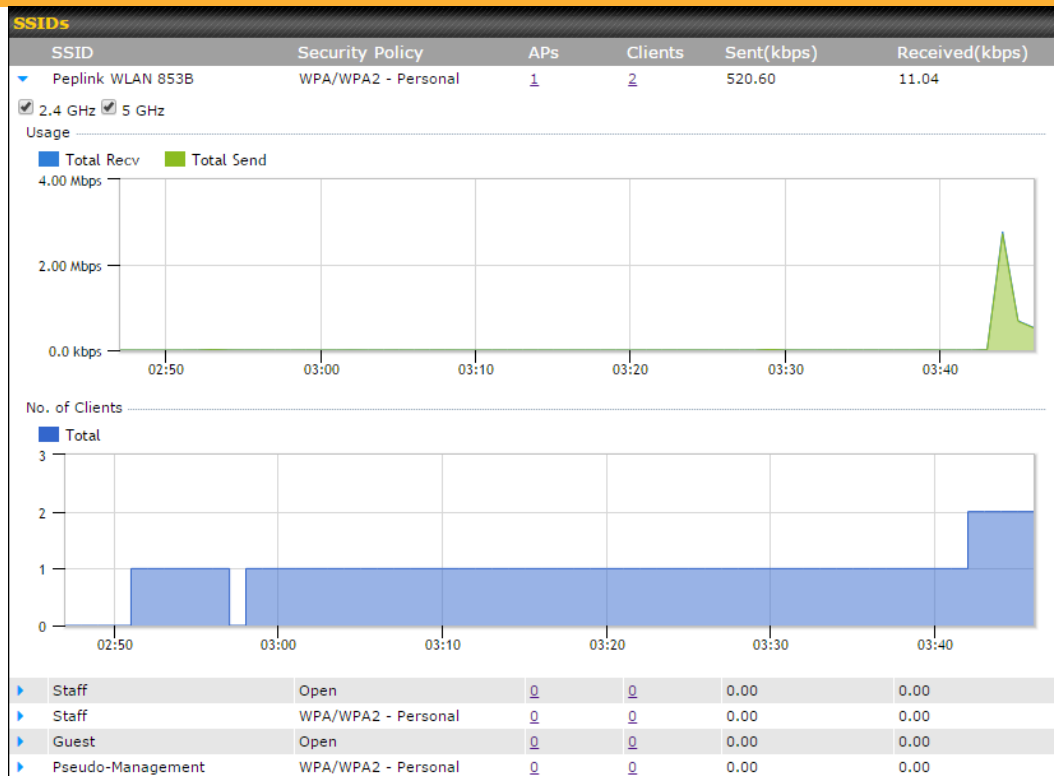 SSIDs
SSID Security Policy APs Clients Sent(kbps) Received(kbps)
Peplink WLAN 853B WPA/WPA2 - Personal 1 2 520.60 11.04
2.4 GHz 5 GHz
Usage
Total Recv Total Send
4.00 Mbps
2.00 Mbps
0.0 kbps
02:50 03:00 03:10 03:20 03:30 03:40
No. of Clients
Total
3
2
1
0
02:50 03:00 03:10 03:20 03:30 03:40
Staff Open 0 0 0.00 0.00
Staff WPA/WPA2 - Personal 0 0 0.00 0.00
Guest Open 0 0 0.00 0.00
Pseudo-Management WPA/WPA2 - Personal 0 0 0.00 0.00